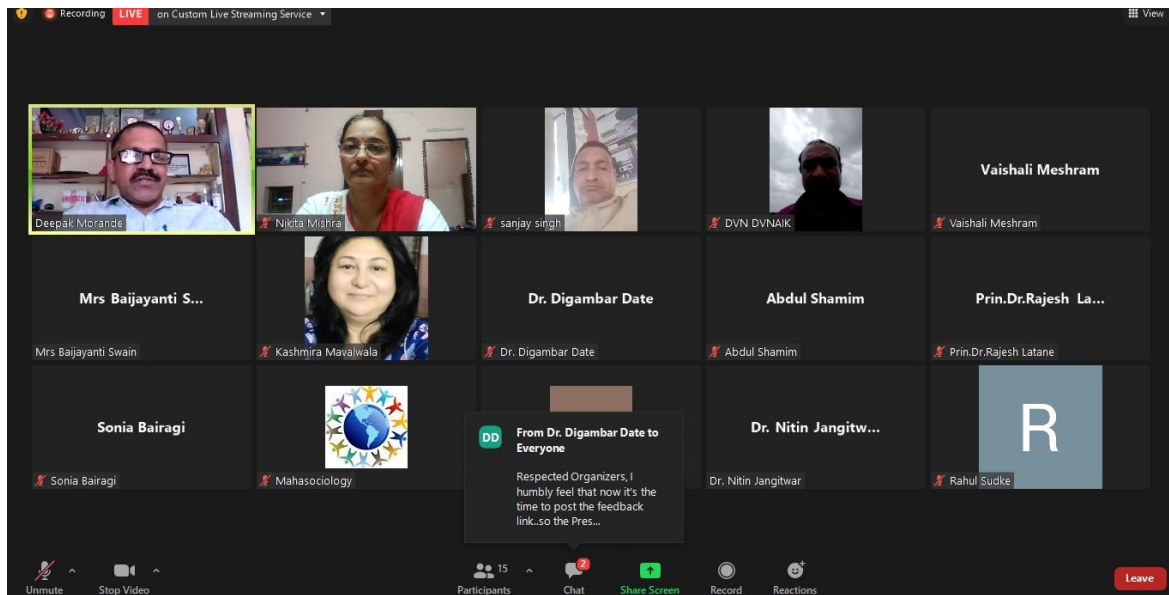 Recording LIVE on Custom Live Streaming Service
View
Deepak Morande
Nikita Mishra
sanjay singh
DVN DVNAIK
Vaishali Meshram
Vaishali Meshram
Mrs Baijayanti S...
Mrs Baijayanti Swain
Kashmira Mavalwala
Dr. Digambar Date
Dr. Digambar Date
Abdul Shamim
Abdul Shamim
Prin.Dr.Rajesh La...
Prin.Dr.Rajesh Latane
Sonia Bairagi
Sonia Bairagi
Mahasociology
DD
From Dr. Digambar Date to
Everyone
Respected Organizers, I
humbly feel that now it's the
time to post the feedback
link..so the Pres...
Dr. Nitin Jangitw...
Dr. Nitin Jangitwar
R
Rahul Sudke
Unmute
Stop Video
15
Participants
2
Chat
Share Screen
Record
Reactions
Leave